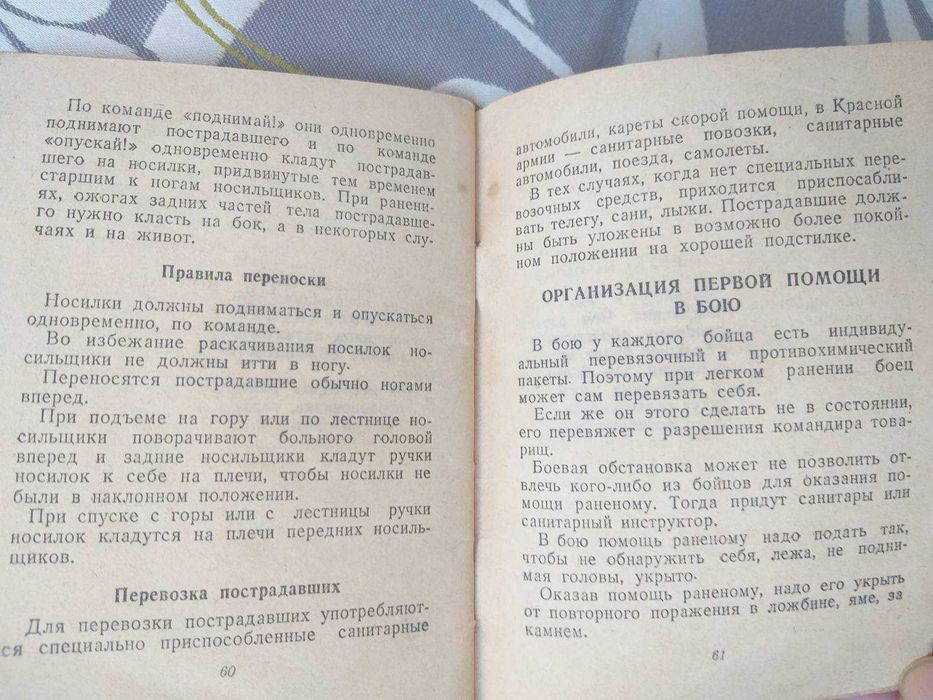 По команде «поднимай!» они одновременно
поднимают пострадавшего и по команде
«опускай!» одновременно кладут пострадав-
шего на носилки, придвинутые тем временем
старшим к ногам носильщиков. При ранени-
ях, ожогах задних частей тела пострадавше-
го нужно класть на бок, а в некоторых слу-
чаях и на живот.
Правила переноски
Носилки должны подниматься и опускаться
одновременно, по команде.
Во избежание раскачивания носилок но-
сильщики не должны итти в ногу.
Переносятся пострадавшие обычно ногами
вперед.
При подъеме на гору или по лестнице но-
сильщики поворачивают больного головой
вперед и задние носильщики кладут ручки
носилок к себе на плечи, чтобы носилки не
были в наклонном положении.
При спуске с горы или с лестницы ручки
носилок кладутся на плечи передних носиль-
щиков.
Перевозка пострадавших
Для перевозки пострадавших употребляют-
ся специально приспособленные санитарные
60
автомобили, кареты скорой помощи, в Красной
армии — санитарные повозки, санитарные
автомобили, поезда, самолеты.
В тех случаях, когда нет специальных пере-
возочных средств, приходится приспосабли-
вать телегу, сани, лыжи. Пострадавшие долж-
ны быть уложены в возможно более покой-
ном положении на хорошей подстилке.
ОРГАНИЗАЦИЯ ПЕРВОЙ ПОМОЩИ
В БОЮ
В бою у каждого бойца есть индивиду-
альный перевязочный и противохимический
пакеты. Поэтому при легком ранении боец
может сам перевязать себя.
Если же он этого сделать не в состоянии,
его перевяжет с разрешения командира това-
рищ.
Боевая обстановка может не позволить от-
влечь кого-либо из бойцов для оказания по-
мощи раненому. Тогда придут санитары или
санитарный инструктор.
В бою помощь раненому надо подать так,
чтобы не обнаружить себя, лежа, не подни-
мая головы, укрыто.
Оказав помощь раненому, надо его укрыть
от повторного поражения в ложбине, яме, за
камнем.
61